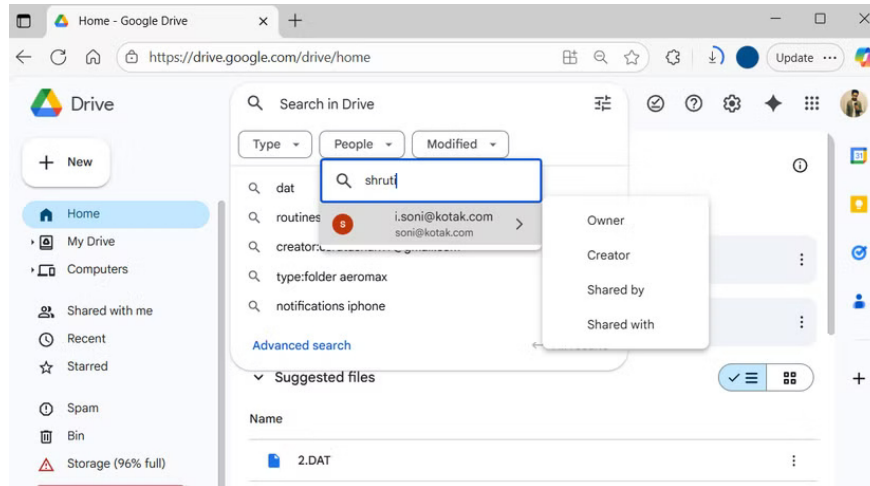 Home - Google Drive
https://drive.google.com/drive/home
Update
Drive
Search in Drive
New
Type
People
Modified
shruti
dat
i.soni@kotak.com
soni@kotak.com
routines
type:folder aeromax
notifications iphone
Advanced search
Owner
Creator
Shared by
Shared with
Home
My Drive
Computers
Shared with me
Recent
Starred
Spam
Bin
Storage (96% full)
Suggested files
Name
2.DAT
31
S